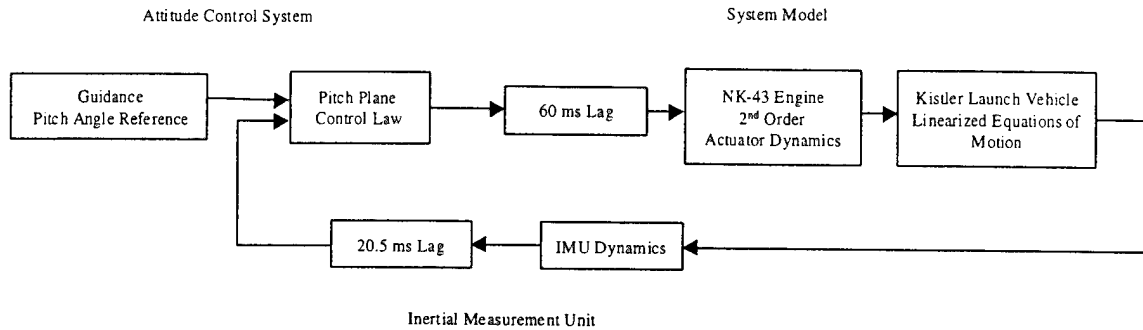 Attitude Control System
System Model
Guidance
Pitch Angle Reference
Pitch Plane
Control Law
60 ms Lag
NK-43 Engine
2nd Order
Actuator Dynamics
Kistler Launch Vehicle
Linearized Equations of
Motion
20.5 ms Lag
IMU Dynamics
Inertial Measurement Unit